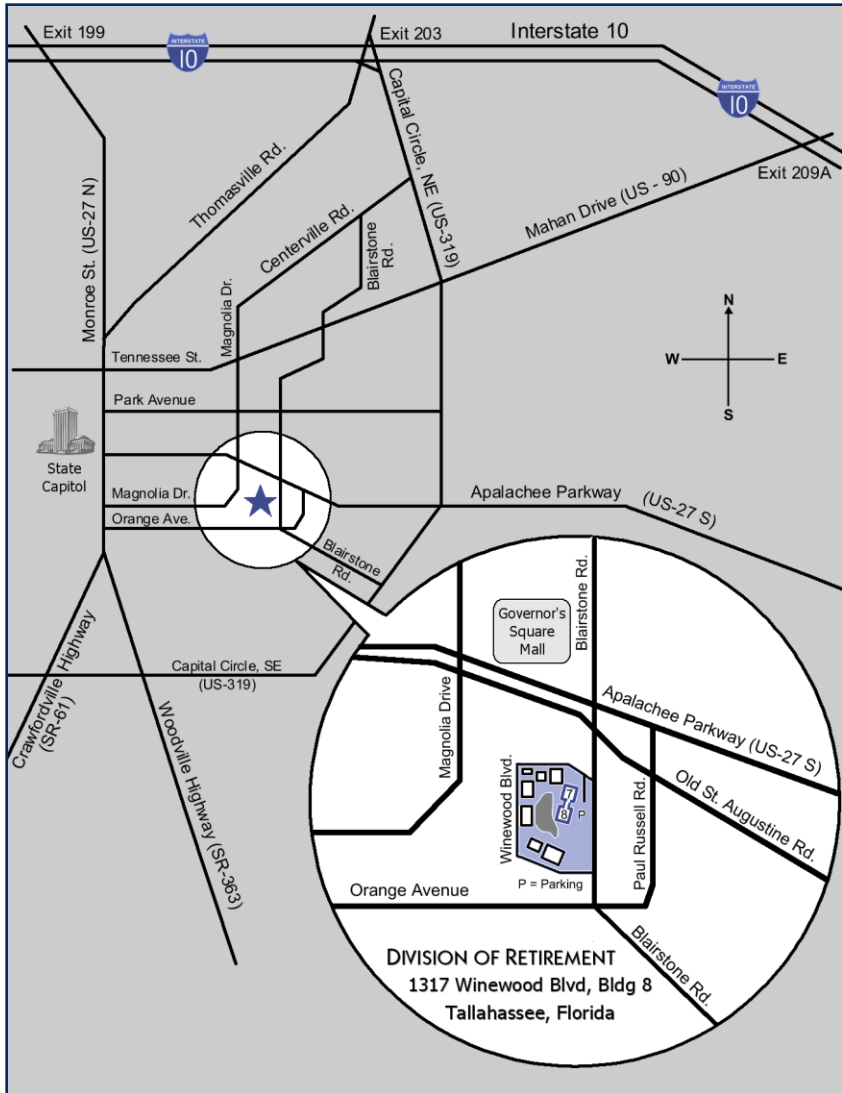 Exit 199
Exit 203
Interstate 10
INTERSTATE
10
INTERSTATE
10
Exit 209A
Capital Circle, NE (US-319)
Thomasville Rd.
Monroe St. (US-27 N)
Centerville Rd.
Blairstone
Rd.
Mahan Drive (US - 90)
Magnolia Dr.
Tennessee St.
N
W
E
S
Park Avenue
State
Capitol
Magnolia Dr.
Orange Ave.
Apalachee Parkway
(US-27 S)
Blairstone
Rd.
Capital Circle, SE
(US-319)
Crawfordville Highway
(SR-61)
Woodville Highway (SR-363)
Governor's
Square
Mall
Blairstone Rd.
Magnolia Drive
Apalachee Parkway (US-27 S)
Old St. Augustine Rd.
Winewood Blvd.
7
8
P
Paul Russell Rd.
P = Parking
Orange Avenue
Blairstone Rd.
DIVISION OF RETIREMENT
1317 Winewood Blvd, Bldg 8
Tallahassee, Florida